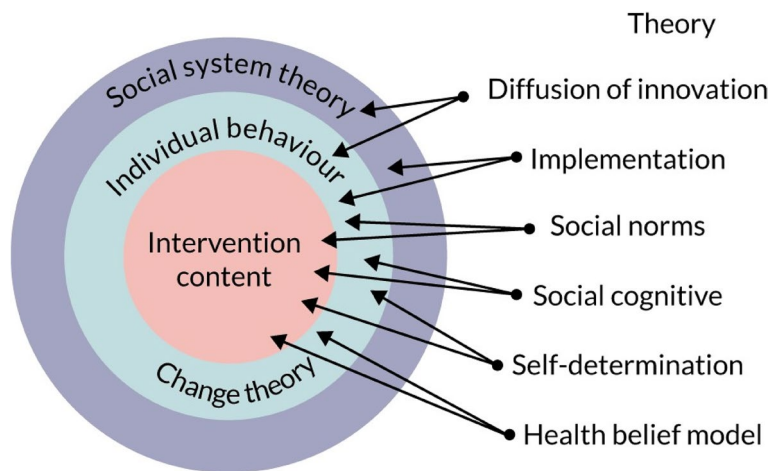 Theory
Social system theory
Individual behaviour
Intervention
content
Change theory
Diffusion of innovation
Implementation
Social norms
Social cognitive
Self-determination
Health belief model